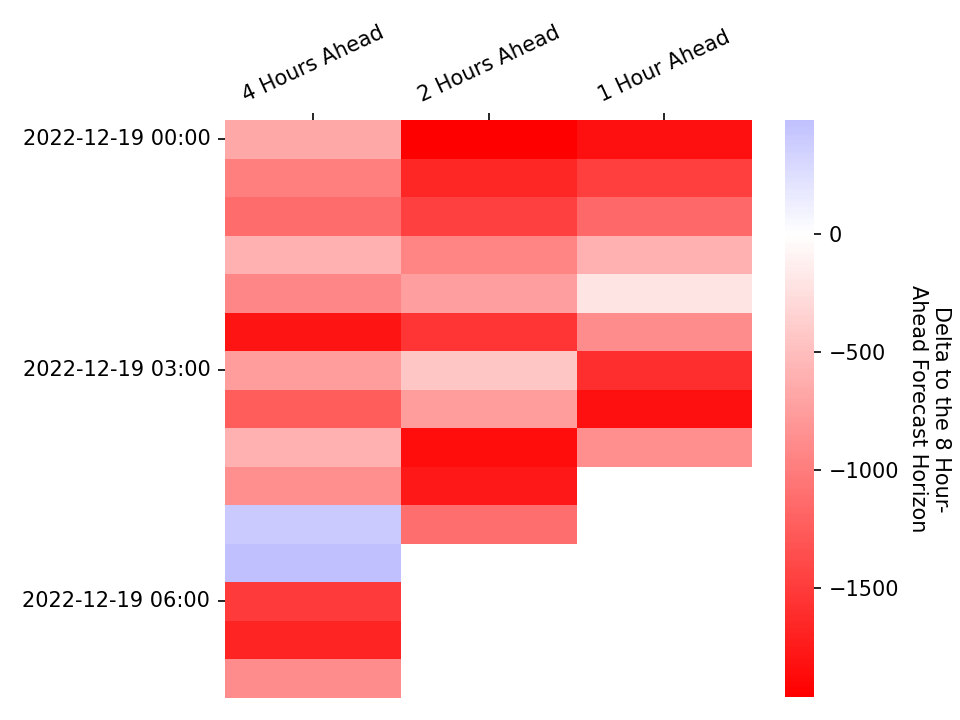 4 Hours Ahead
2 Hours Ahead
1 Hour Ahead
2022-12-19 00:00
2022-12-19 03:00
2022-12-19 06:00
0
−500
−1000
−1500
Delta to the 8 Hour-
Ahead Forecast Horizon